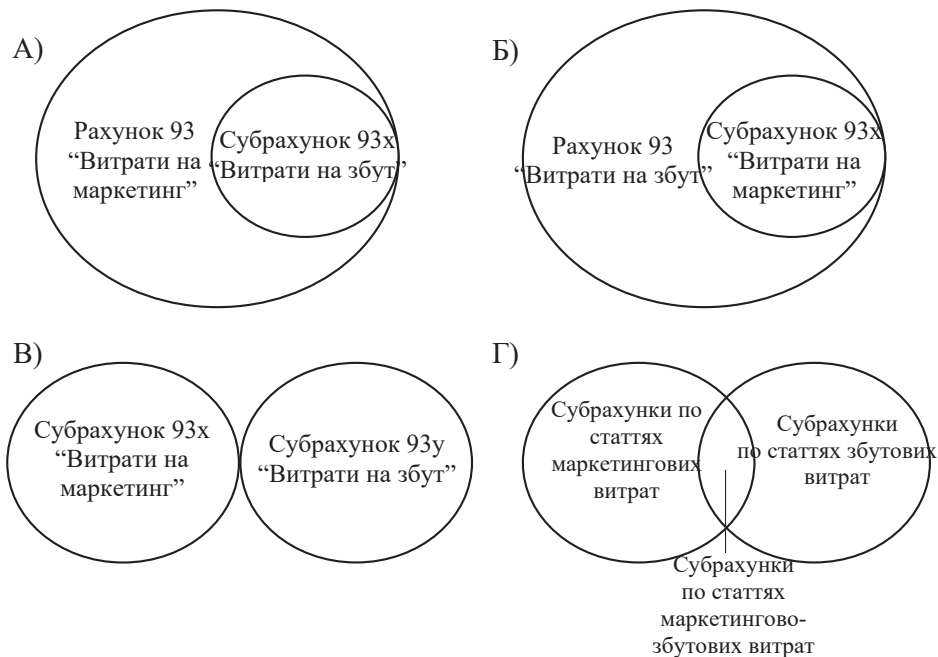 А)
Рахунок 93
“Витрати на
маркетинг”
Субрахунок 93х
“Витрати на збут”
Б)
Рахунок 93
“Витрати на збут”
Субрахунок 93х
“Витрати на
маркетинг”
В)
Субрахунок 93х
“Витрати на
маркетинг”
Субрахунок 93у
“Витрати на збут”
Г)
Субрахунки по
статтях
маркетингових
витрат
Субрахунки
по статтях збутових
витрат
Субрахунки
по статтях
маркетингово-
збутових витрат